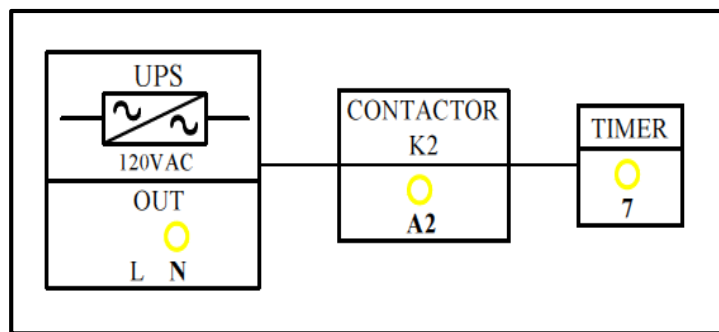 UPS
120VAC
OUT
L N
CONTACTOR
K2
A2
TIMER
7